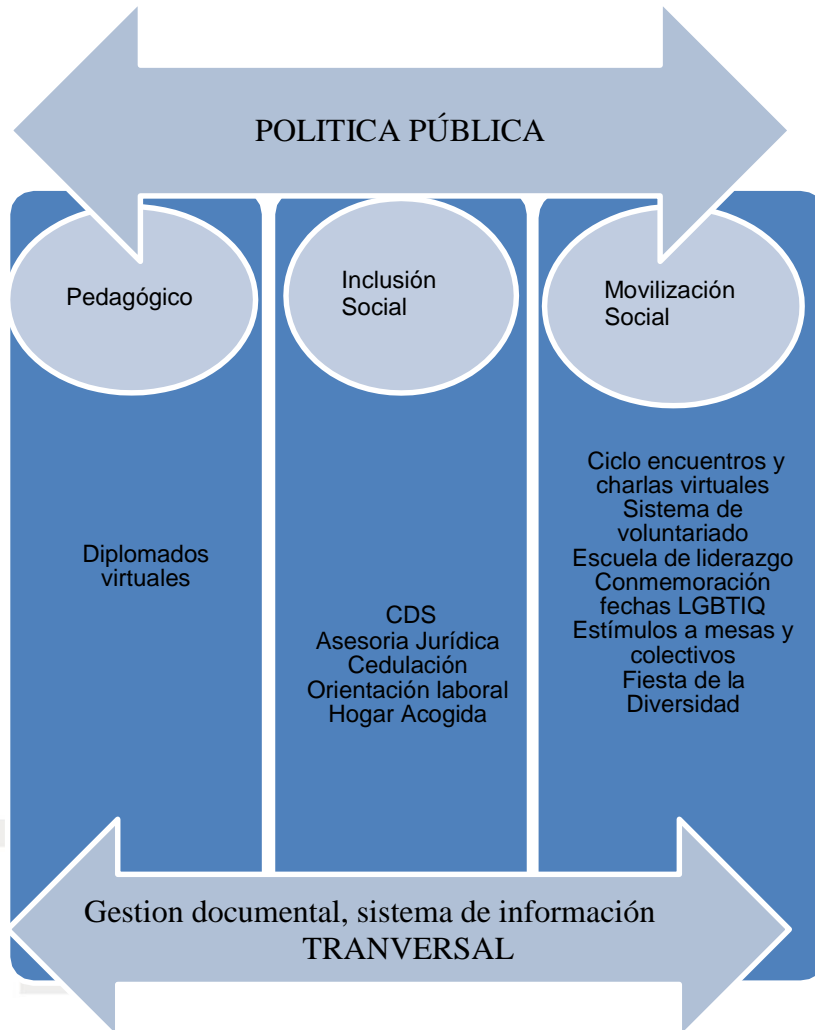 POLITICA PÚBLICA
Pedagógico
Diplomados
virtuales
Inclusión
Social
CDS
Asesoria Jurídica
Cedulación
Orientación laboral
Hogar Acogida
Movilización
Social
Ciclo encuentros y
charlas virtuales
Sistema de
voluntariado
Escuela de liderazgo
Conmemoración
fechas LGBTIQ
Estímulos a mesas y
colectivos
Fiesta de la
Diversidad
Gestion documental, sistema de información
TRANVERSAL